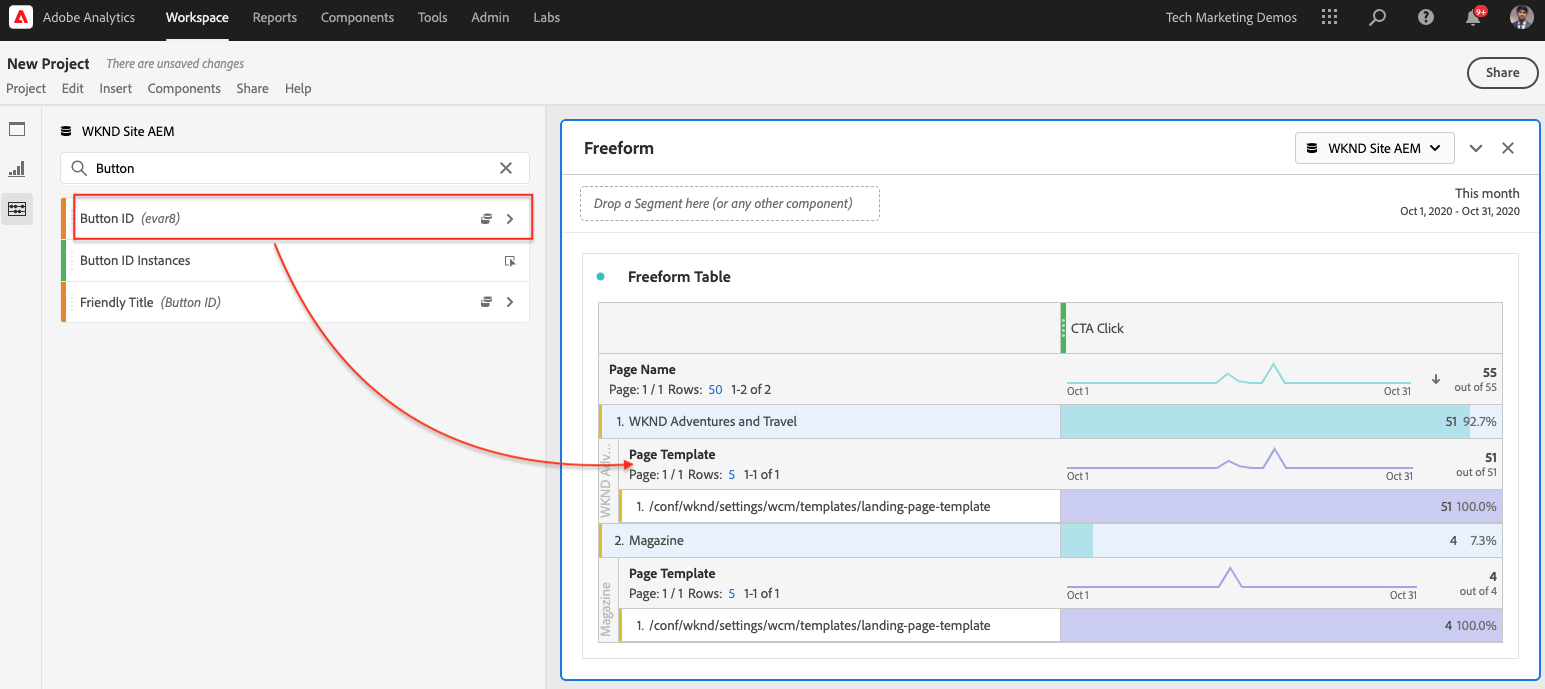 Adobe Analytics Workspace Reports Components Tools Admin Labs Tech Marketing Demos 9+
New Project There are unsaved changes
Project Edit Insert Components Share Help
Share
WKND Site AEM
Button
Button ID (evar8)
Button ID Instances
Friendly Title (Button ID)
Freeform
WKND Site AEM
Drop a Segment here (or any other component)
This month
Oct 1, 2020 - Oct 31, 2020
Freeform Table
CTA Click
Page Name
Page: 1 / 1 Rows: 50 1-2 of 2
Oct 1 Oct 31
55
out of 55
1. WKND Adventures and Travel 51 92.7%
WKND Adv...
Page Template
Page: 1 / 1 Rows: 5 1-1 of 1
Oct 1 Oct 31
51
out of 51
1. /conf/wknd/settings/wcm/templates/landing-page-template 51 100.0%
2. Magazine 4 7.3%
Magazine
Page Template
Page: 1 / 1 Rows: 5 1-1 of 1
Oct 1 Oct 31
4
out of 4
1. /conf/wknd/settings/wcm/templates/landing-page-template 4 100.0%